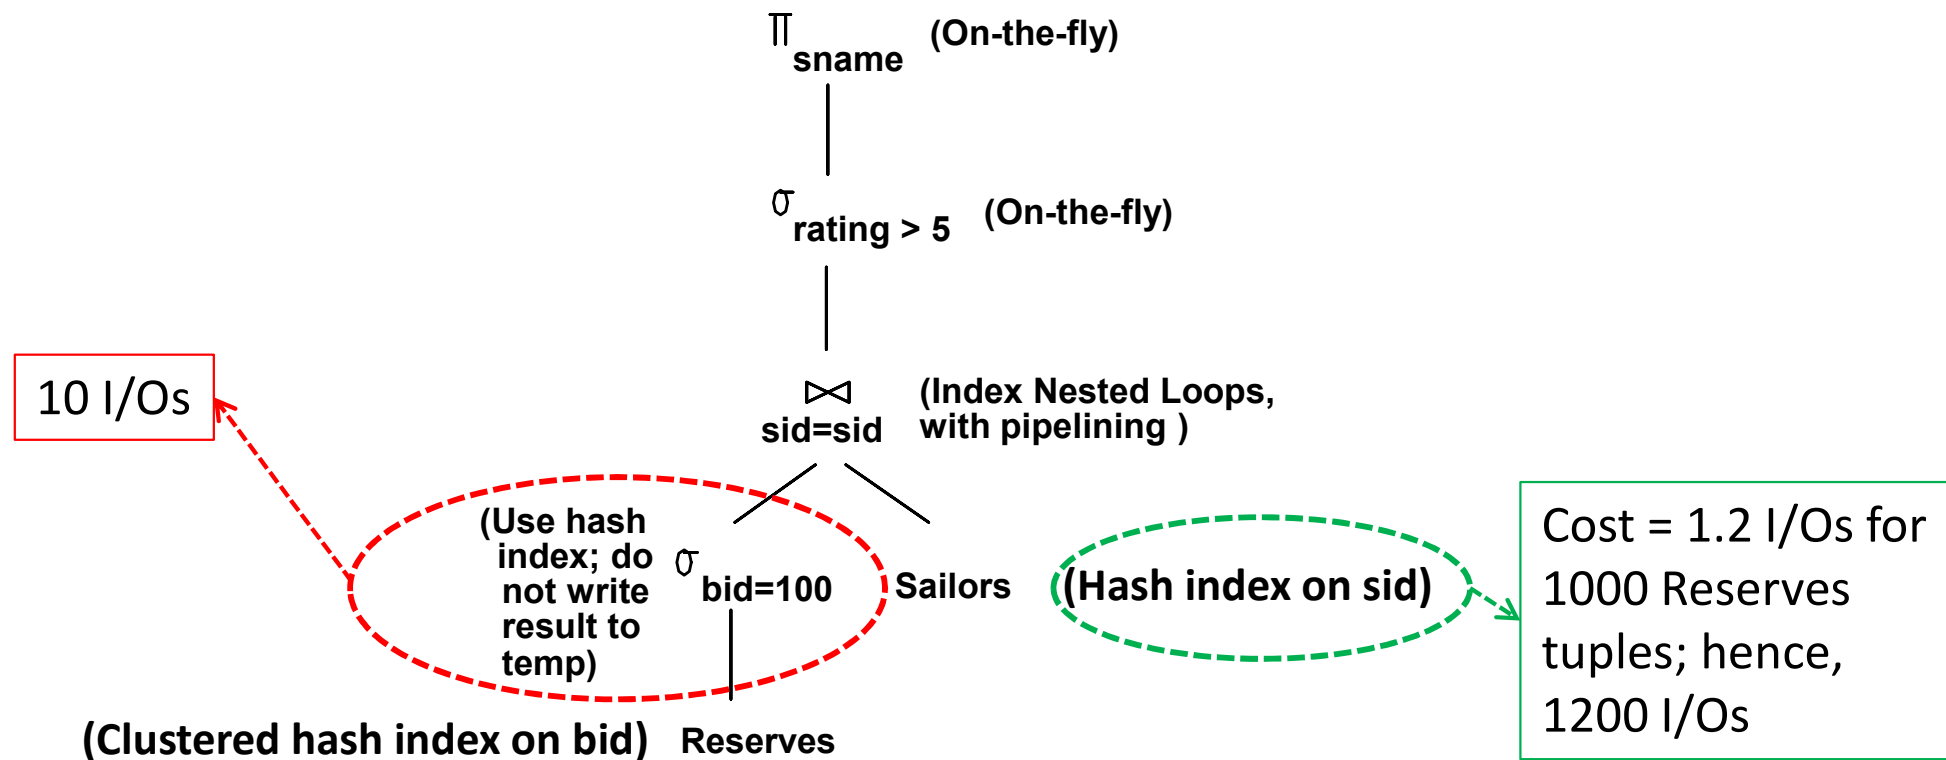 π sname (On-the-fly)
σ rating > 5 (On-the-fly)
10 I/Os
⋈ sid=sid
(Index Nested Loops,
with pipelining )
(Use hash
index; do
not write
result to
temp)
σ bid=100
Sailors
(Hash index on sid)
Cost = 1.2 I/Os for
1000 Reserves
tuples; hence,
1200 I/Os
(Clustered hash index on bid)
Reserves